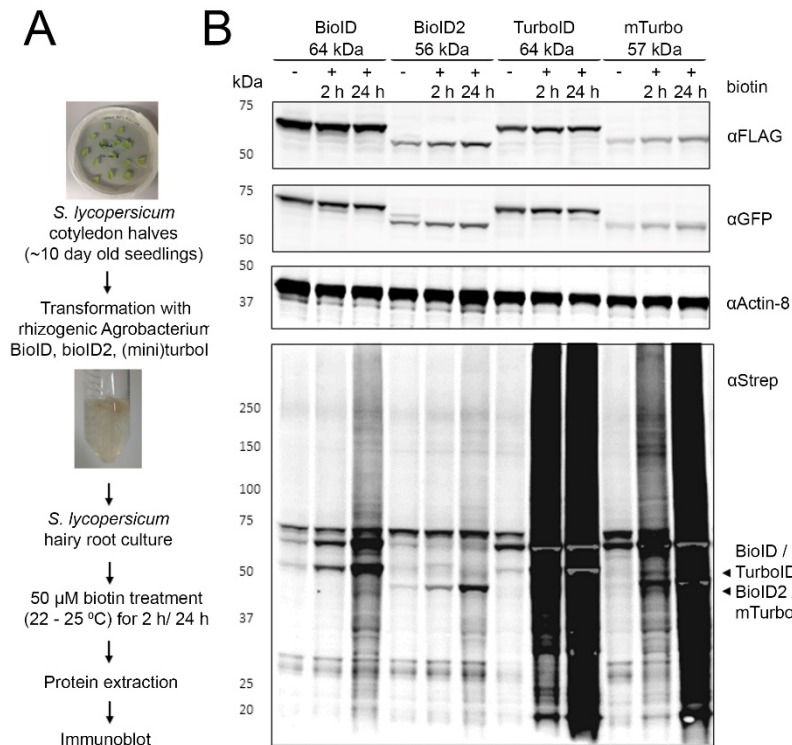 A
S. lycopersicum
cotyledon halves
(~10 day old seedlings)
Transformation with
rhizogenic Agrobacterium
BioID, bioID2, (mini)turboI
S. lycopersicum
hairy root culture
50 µM biotin treatment
(22 - 25 ºC) for 2 h/ 24 h
Protein extraction
Immunoblot
B
BioID BioID2 TurboID mTurbo
64 kDa 56 kDa 64 kDa 57 kDa
kDa - + + - + + - + + - + +
2 h 24 h 2 h 24 h 2 h 24 h 2 h 24 h biotin
75
50
αFLAG
75
50
αGFP
50
37
αActin-8
αStrep
250
150
100
75
50
37
25
20
BioID /
TurboID
BioID2 /
mTurbo